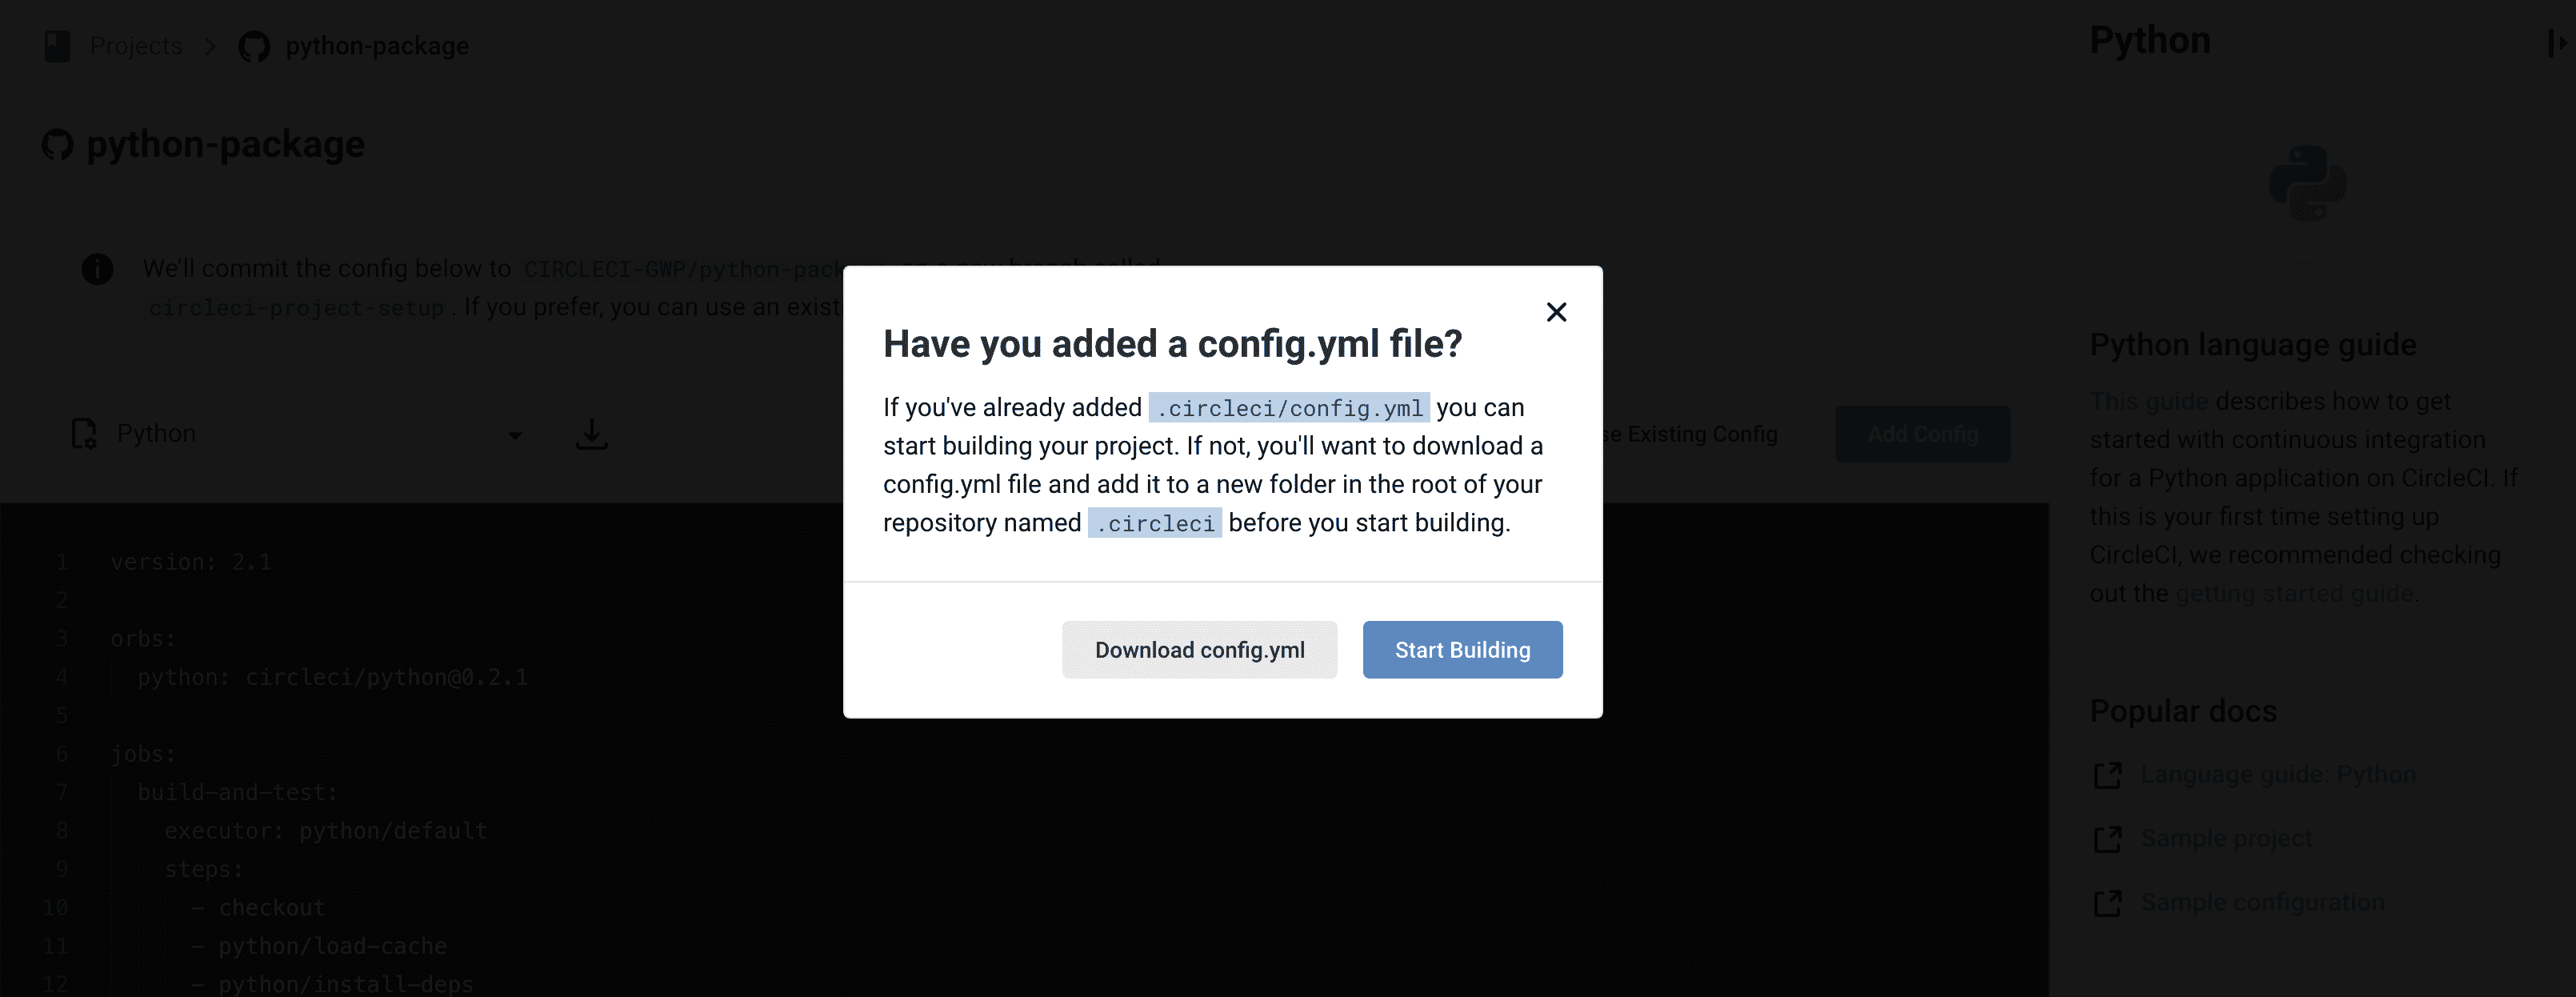 Projects > python-package
python-package
We'll commit the config below to CIRCLECI-GWP/python-pack
circleci-project-setup. If you prefer, you can use an exist
Python
se Existing Config
Add Config
Have you added a config.yml file?
If you've already added .circleci/config.yml you can
start building your project. If not, you'll want to download a
config.yml file and add it to a new folder in the root of your
repository named .circleci before you start building.
Download config.yml
Start Building
1 version: 2.1
2
3 orbs:
4 python: circleci/python@0.2.1
5
6 jobs:
7 build-and-test:
8 executor: python/default
9 steps:
10 - checkout
11 - python/load-cache
12 - python/install-deps
Python
Python language guide
This guide describes how to get
started with continuous integration
for a Python application on CircleCI. If
this is your first time setting up
CircleCI, we recommended checking
out the getting started guide.
Popular docs
Language guide: Python
Sample project
Sample configuration